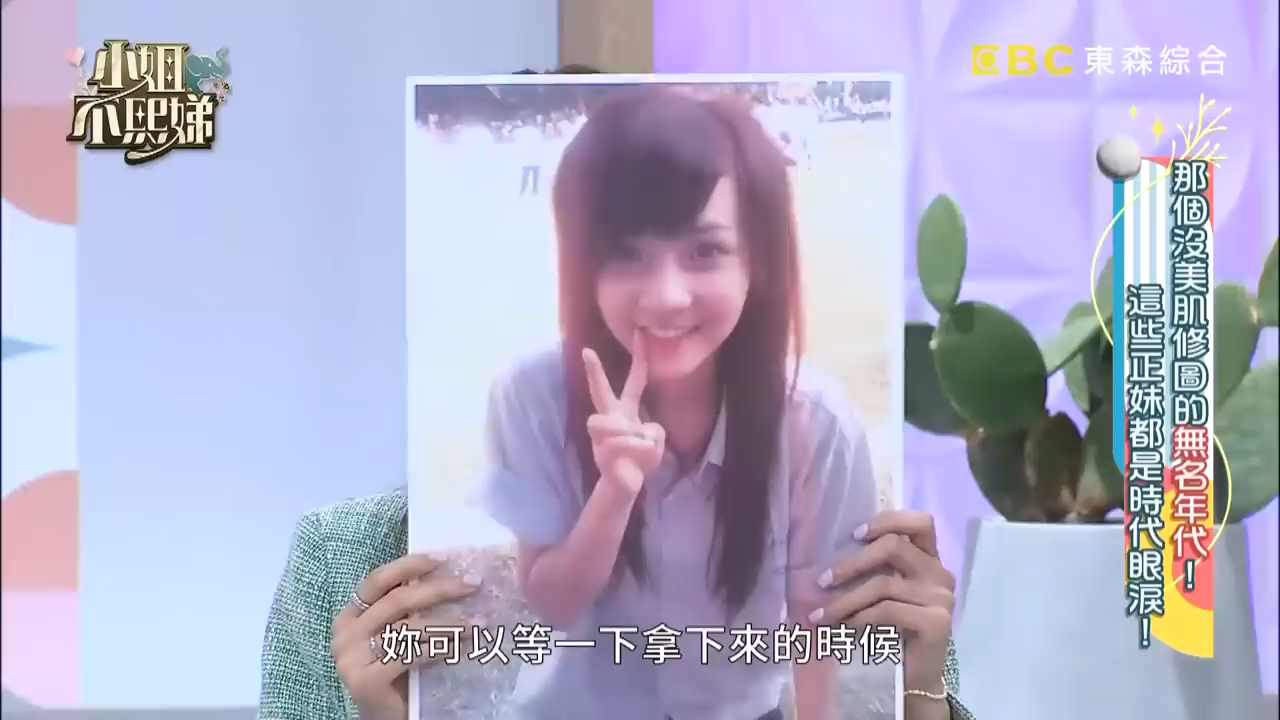 小姐
不熙娣
EBC 東森綜合
那個沒美肌修圖的無名年代！
這些正妹都是時代眼淚！
妳可以等一下拿下來的時候